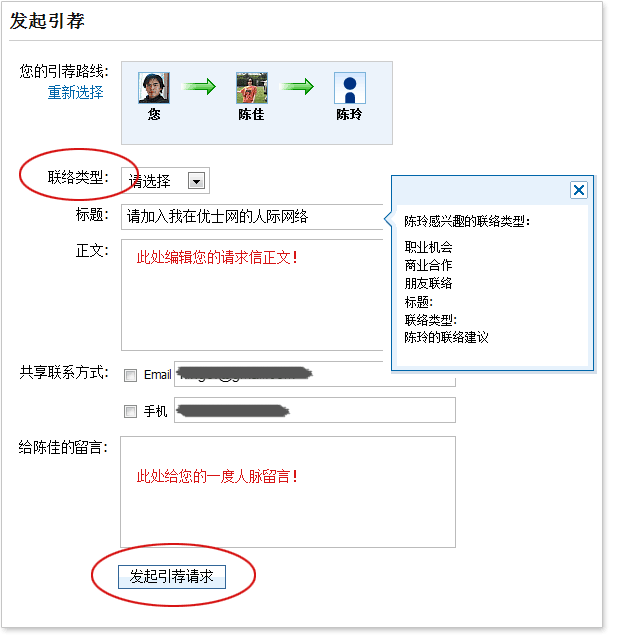 发起引荐
您的引荐路线:
重新选择
您
陈佳
陈玲
联络类型:
请选择
标题:
请加入我在优士网的人际网络
正文:
此处编辑您的请求信正文!
陈玲感兴趣的联络类型:
职业机会
商业合作
朋友联络
标题:
联络类型:
陈玲的联络建议
共享联系方式:
Email
手机
给陈佳的留言:
此处给您的一度人脉留言!
发起引荐请求